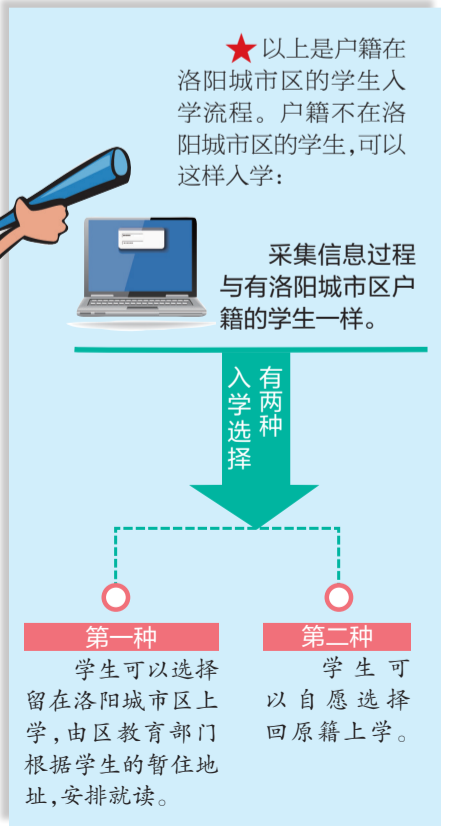 ★以上是户籍在
洛阳城市区的学生入
学流程。户籍不在洛
阳城市区的学生,可以
这样入学:
采集信息过程
与有洛阳城市区户
籍的学生一样。
有两种
入学选择
第一种
学生可以选择
留在洛阳城市区上
学,由区教育部门
根据学生的暂住地
址,安排就读。
第二种
学生可
以自愿选择
回原籍上学。